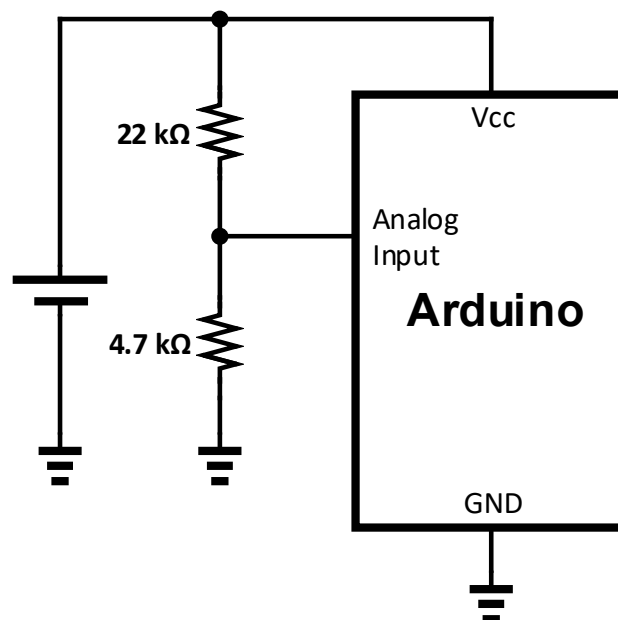 22 kΩ
Vcc
Analog
Input
Arduino
4.7 kΩ
GND